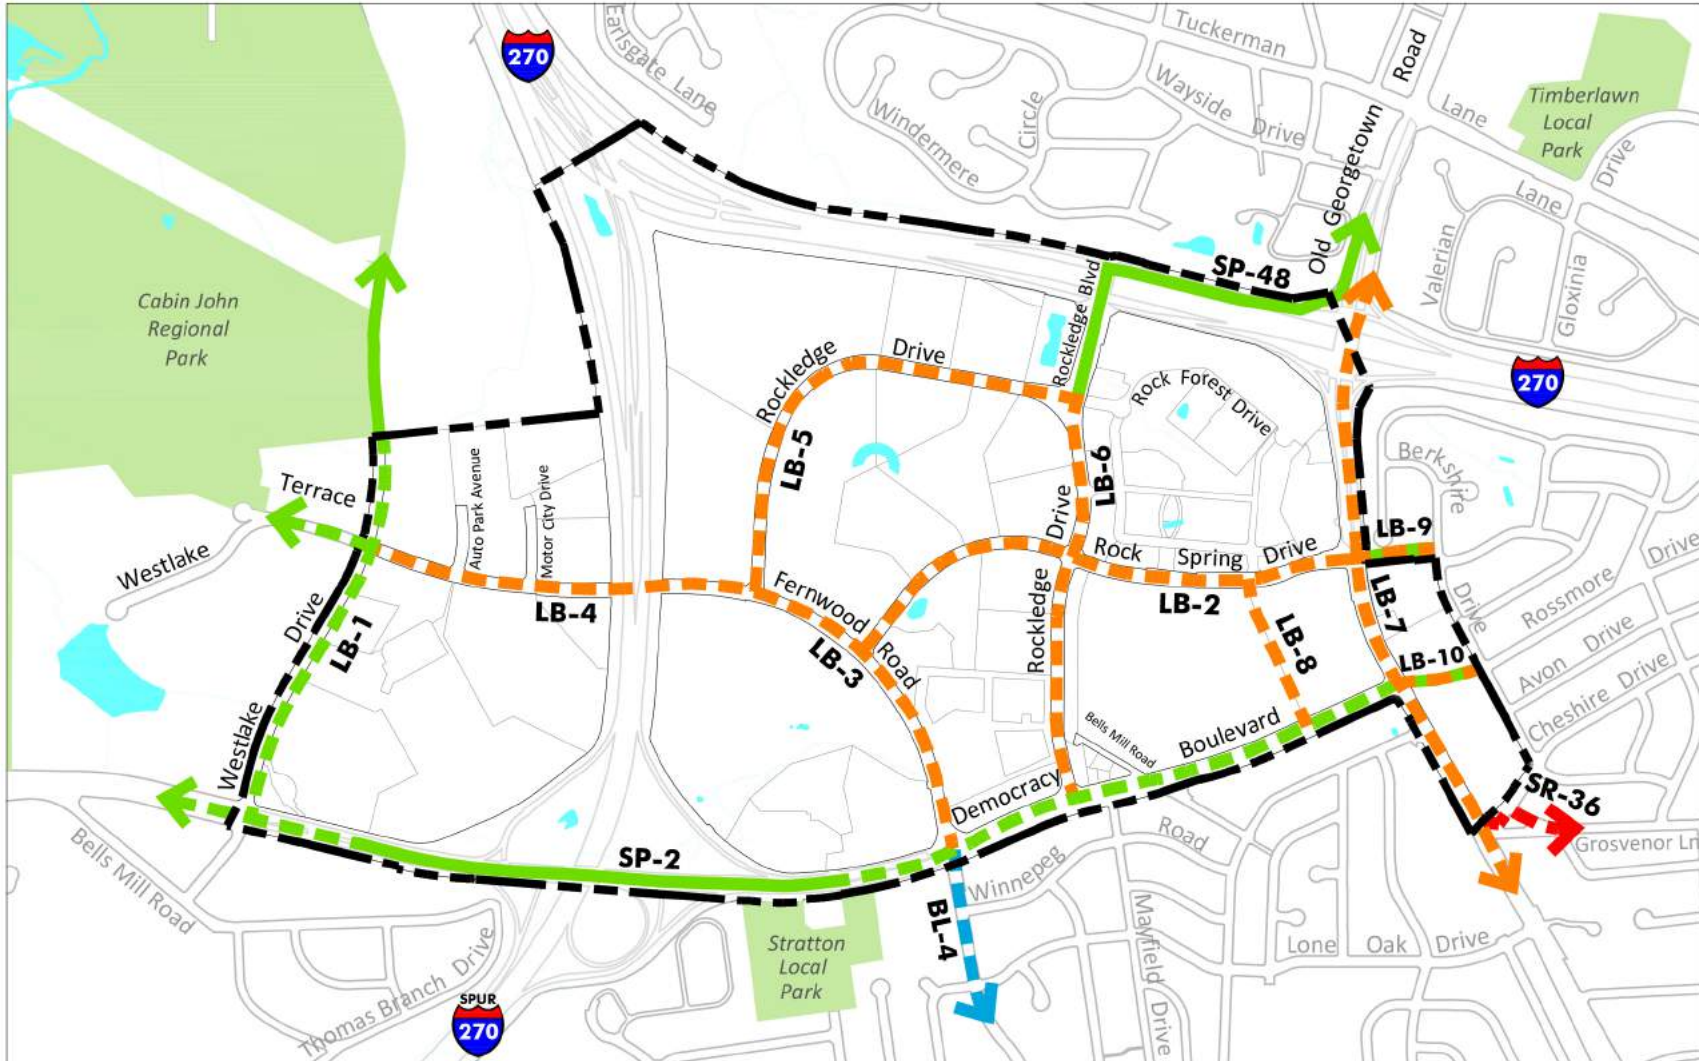 270
Earlsgate Lane
Tuckerman
Lane
Old Georgetown Road
Wayside Drive
Windermere
Circle
Timberlawn
Local
Park
Drive
Lane
Valerian
Gloxinia
Cabin John
Regional
Park
SP-48
Rockledge Blvd
Rockledge Drive
Rock Forest Drive
270
LB-5
LB-6
Berkshire
Drive
Terrace
Westlake
Auto Park Avenue
Motor City Drive
Drive
Rock Spring Drive
LB-9
Drive
Rossmore
Westlake Drive
LB-1
LB-4
Fernwood Road
LB-3
Rockledge
LB-2
LB-8
LB-7
LB-10
Avon Drive
Cheshire Drive
Bells Mill Road
Democracy Boulevard
SR-36
Grosvenor Ln
SP-2
Bells Mill Road
Winnepeg Road
BL-4
Mayfield Drive
Lone Oak Drive
Stratton
Local
Park
Thomas Branch Drive
SPUR
270